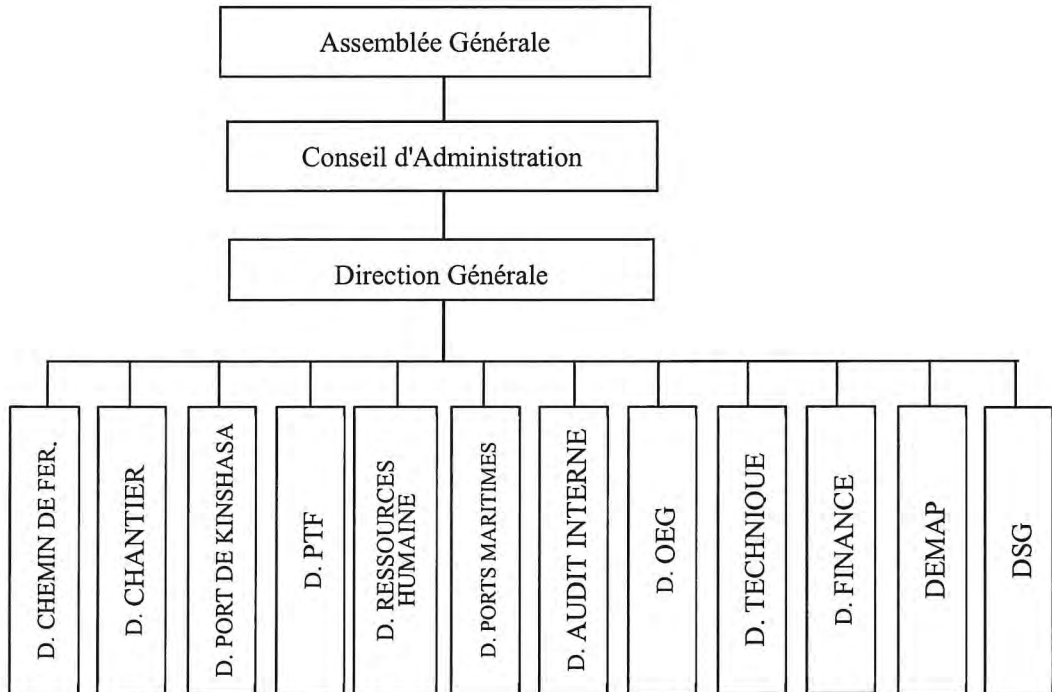 Assemblée Générale
Conseil d'Administration
Direction Générale
D. CHEMIN DE FER.
D. CHANTIER
D. PORT DE KINSHASA
D. PTF
D. RESSOURCES
HUMAINE
D. PORTS MARITIMES
D. AUDIT INTERNE
D. OEG
D. TECHNIQUE
D. FINANCE
DEMAP
DSG